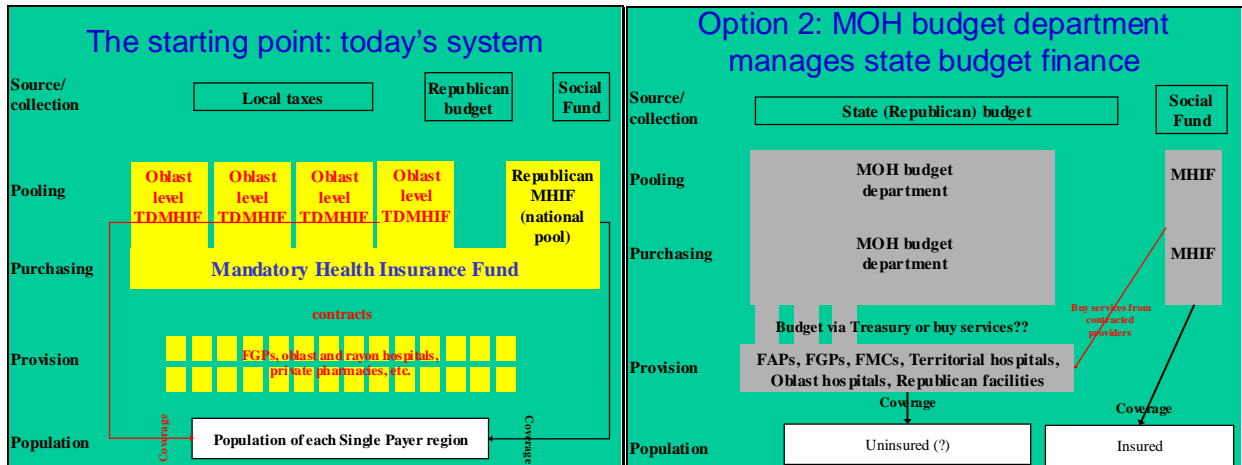 The starting point: today's system
Source/
collection
Local taxes
Republican
budget
Social
Fund
Pooling
Oblast
level
TDMHIF
Oblast
level
TDMHIF
Oblast
level
TDMHIF
Oblast
level
TDMHIF
Republican
MHIF
(national
pool)
Purchasing
Mandatory Health Insurance Fund
contracts
Provision
FGPs, oblast and rayon hospitals,
private pharmacies, etc.
Coverage
Coverage
Population
Population of each Single Payer region
Option 2: MOH budget department
manages state budget finance
Source/
collection
State (Republican) budget
Social
Fund
Pooling
MOH budget
department
MHIF
Purchasing
MOH budget
department
MHIF
Buy services from
contracted
providers
Budget via Treasury or buy services??
Provision
FAPs, FGPs, FMCs, Territorial hospitals,
Oblast hospitals, Republican facilities
Coverage
Coverage
Population
Uninsured (?)
Insured